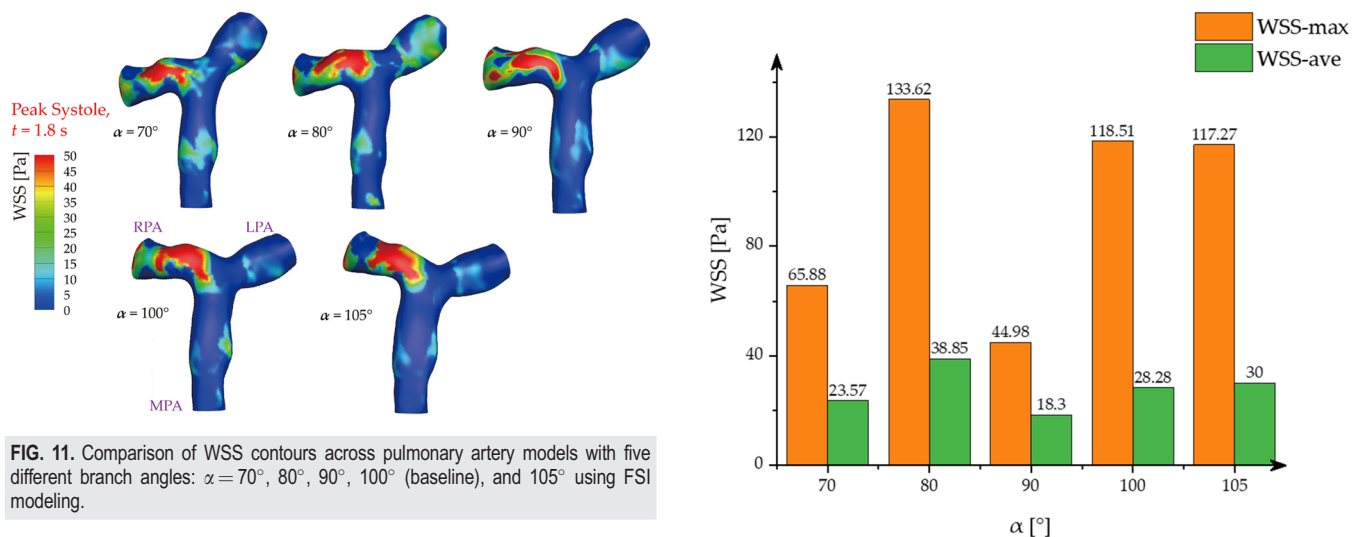 Peak Systole,
t = 1.8 s
WSS [Pa]
50
45
40
35
30
25
20
15
10
5
0
α = 70°
α = 80°
α = 90°
RPA
LPA
α = 100°
α = 105°
MPA
FIG. 11. Comparison of WSS contours across pulmonary artery models with five
different branch angles: α = 70°, 80°, 90°, 100° (baseline), and 105° using FSI
modeling.
WSS-max
WSS-ave
WSS [Pa]
120
80
40
0
65.88
23.57
133.62
38.85
44.98
18.3
118.51
28.28
117.27
30
70
80
90
100
105
α [°]